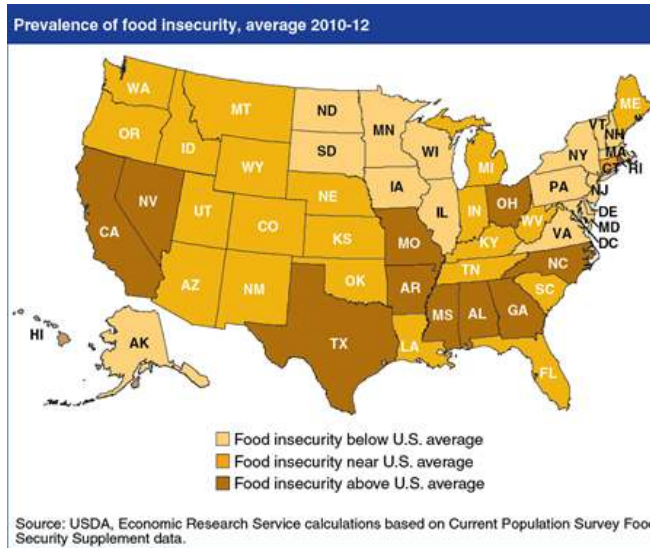 Prevalence of food insecurity, average 2010-12
WA
MT
ND
MN
ME
VT
NH
OR
ID
SD
WI
MI
NY
MA
CT HI
WY
IA
PA
NJ
NV
NE
IL
IN
OH
DE
MD
DC
CA
UT
CO
KS
MO
KY
WV
VA
AZ
NM
OK
AR
TN
NC
SC
HI
AK
TX
LA
MS
AL
GA
FL
Food insecurity below U.S. average
Food insecurity near U.S. average
Food insecurity above U.S. average
Source: USDA, Economic Research Service calculations based on Current Population Survey Foo
Security Supplement data.